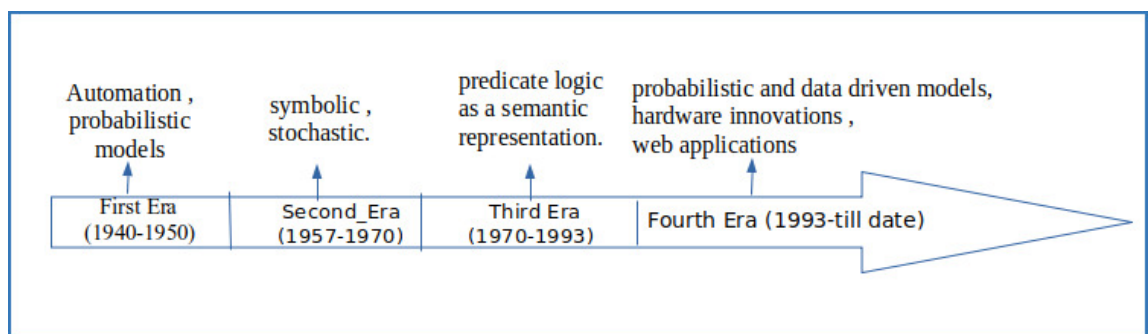 Automation ,
probabilistic
models
symbolic ,
stochastic.
predicate logic
as a semantic
representation.
probabilistic and data driven models,
hardware innovations ,
web applications
First Era
(1940-1950)
Second_Era
(1957-1970)
Third Era
(1970-1993)
Fourth Era (1993-till date)